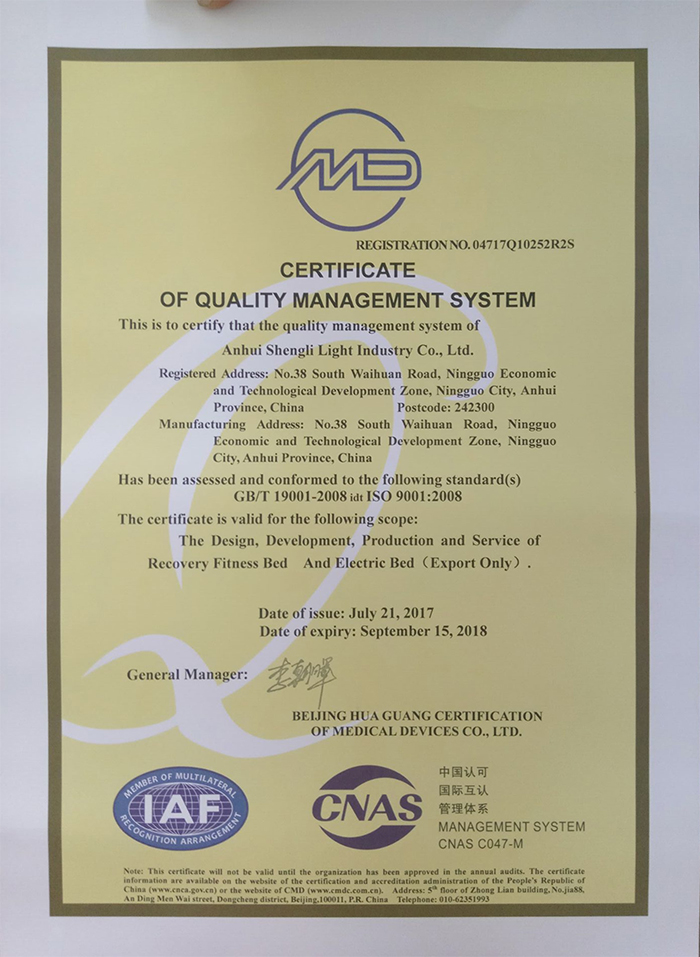 MD
REGISTRATION NO. 04717Q10252R2S
CERTIFICATE
OF QUALITY MANAGEMENT SYSTEM
This is to certify that the quality management system of
Anhui Shengli Light Industry Co., Ltd.
Registered Address: No.38 South Waihuan Road, Ningguo Economic
and Technological Development Zone, Ningguo City, Anhui
Province, China Postcode: 242300
Manufacturing Address: No.38 South Waihuan Road, Ningguo
Economic and Technological Development Zone, Ningguo
City, Anhui Province, China
Has been assessed and conformed to the following standard(s)
GB/T 19001-2008 idt ISO 9001:2008
The certificate is valid for the following scope:
The Design, Development, Production and Service of
Recovery Fitness Bed And Electric Bed（Export Only）.
Date of issue: July 21, 2017
Date of expiry: September 15, 2018
General Manager: 李朝晖
BEIJING HUA GUANG CERTIFICATION
OF MEDICAL DEVICES CO., LTD.
MEMBER OF MULTILATERAL
IAF
RECOGNITION ARRANGEMENT
CNAS
中国认可
国际互认
管理体系
MANAGEMENT SYSTEM
CNAS C047-M
Note: This certificate will not be valid until the organization has been approved in the annual audits. The certificate
information are available on the website of the certification and accreditation administration of the People's Republic of
China (www.cnca.gov.cn) or the website of CMD (www.cmdc.com.cn). Address: 5th floor of Zhong Lian building, No.jia88,
An Ding Men Wai street, Dongcheng district, Beijing,100011, P.R. China Telephone: 010-62351993